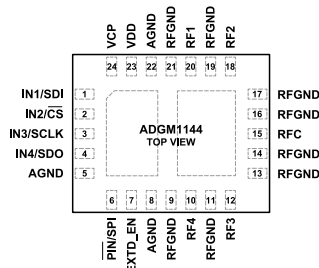 VCP
VDD
AGND
RFGND
RF1
RFGND
RF2
24
23
22
21
20
19
18
IN1/SDI 1
IN2/CS 2
IN3/SCLK 3
IN4/SDO 4
AGND 5
ADGM1144
TOP VIEW
17 RFGND
16 RFGND
15 RFC
14 RFGND
13 RFGND
6
7
8
9
10
11
12
PIN/SPI
EXTD_EN
AGND
RFGND
RF4
RFGND
RF3